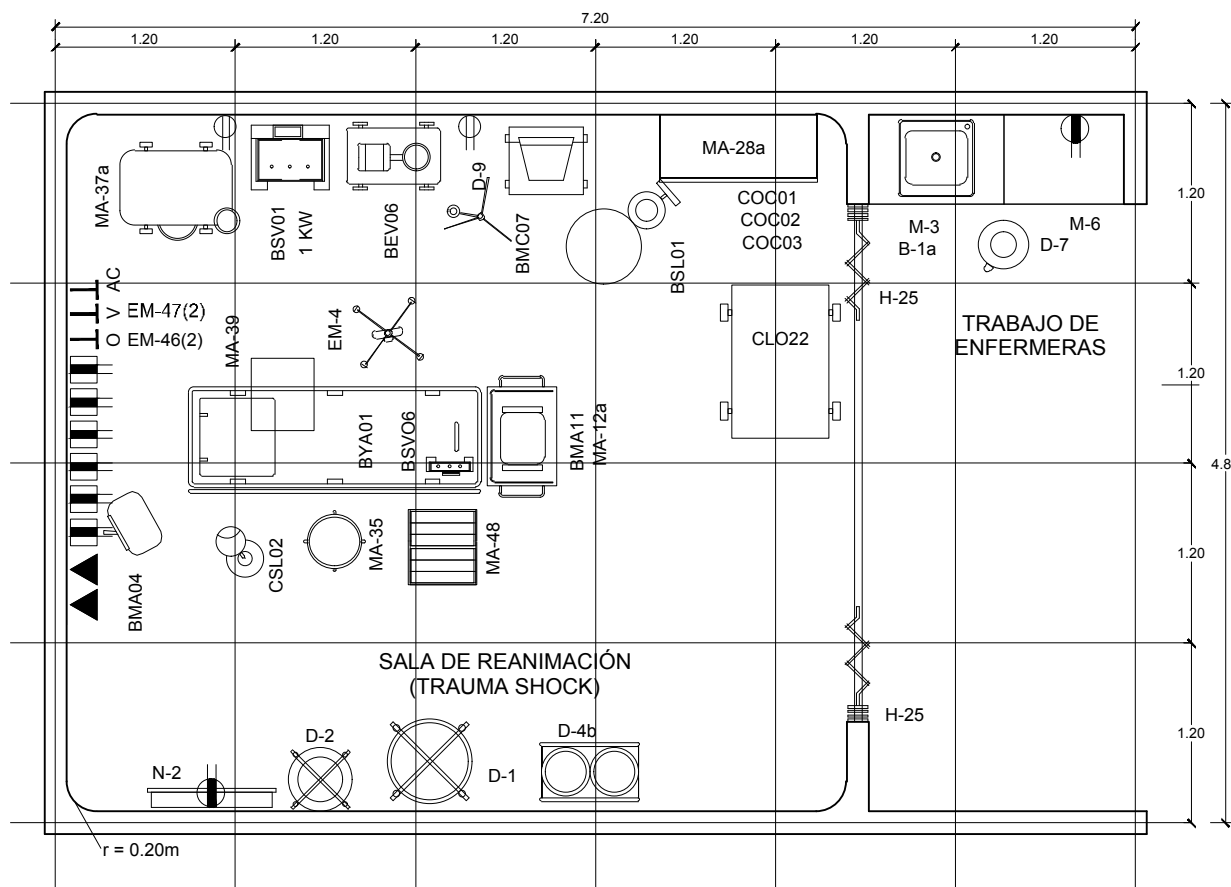 7.20
1.20
1.20
1.20
1.20
1.20
1.20
MA-37a
BSV01
1 KW
BEV06
D-9
BMC07
BSL01
MA-28a
COC01
COC02
COC03
M-3
B-1a
M-6
D-7
H-25
1.20
AC
V EM-47(2)
O EM-46(2)
MA-39
EM-4
CLO22
TRABAJO DE
ENFERMERAS
1.20
BYA01
BSVO6
BMA11
MA-12a
4.8
BMA04
CSL02
MA-35
MA-48
1.20
SALA DE REANIMACIÓN
(TRAUMA SHOCK)
H-25
1.20
N-2
D-2
D-1
D-4b
r = 0.20m